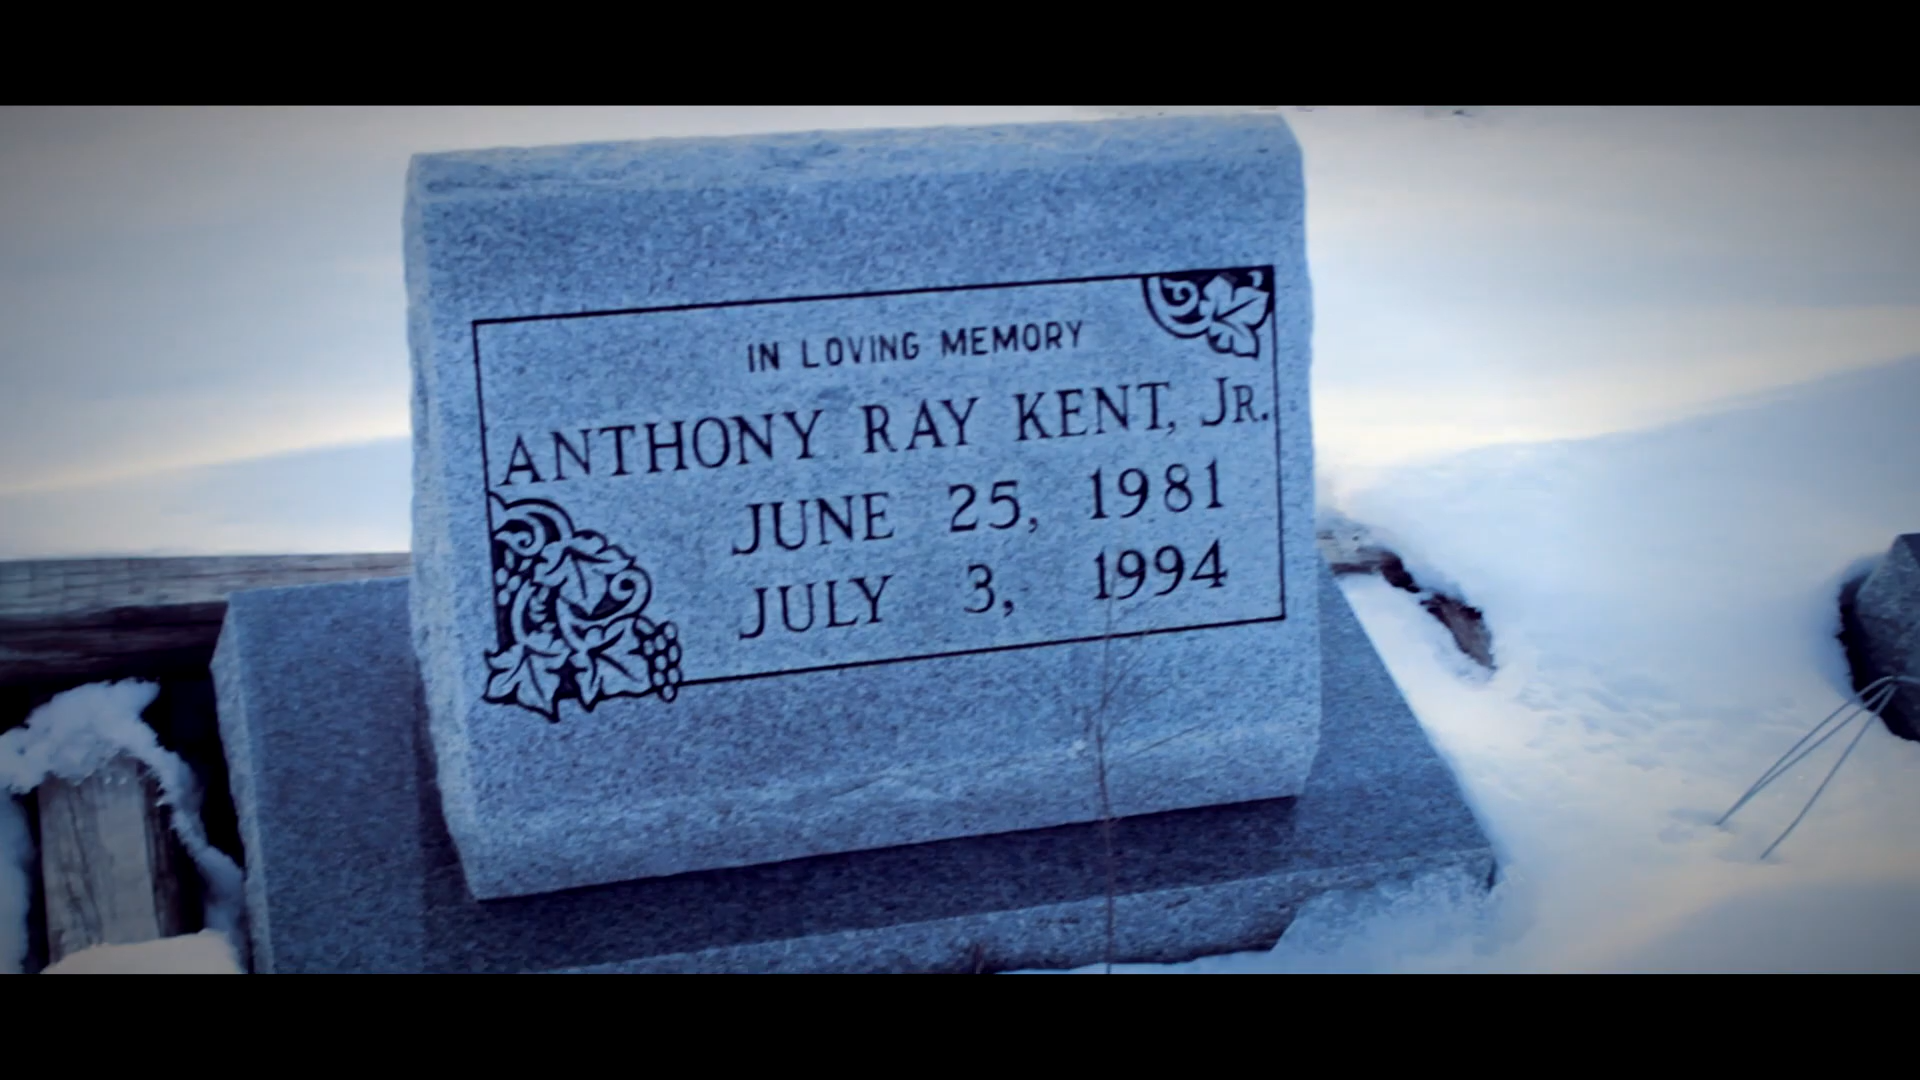 IN LOVING MEMORY
ANTHONY RAY KENT, JR.
JUNE 25, 1981
JULY 3, 1994